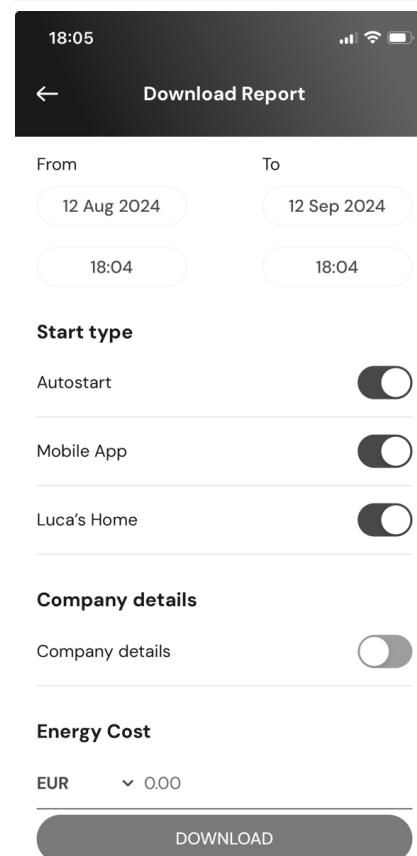 18:05
Download Report
From To
12 Aug 2024 12 Sep 2024
18:04 18:04
Start type
Autostart
Mobile App
Luca’s Home
Company details
Company details
Energy Cost
EUR 0.00
DOWNLOAD